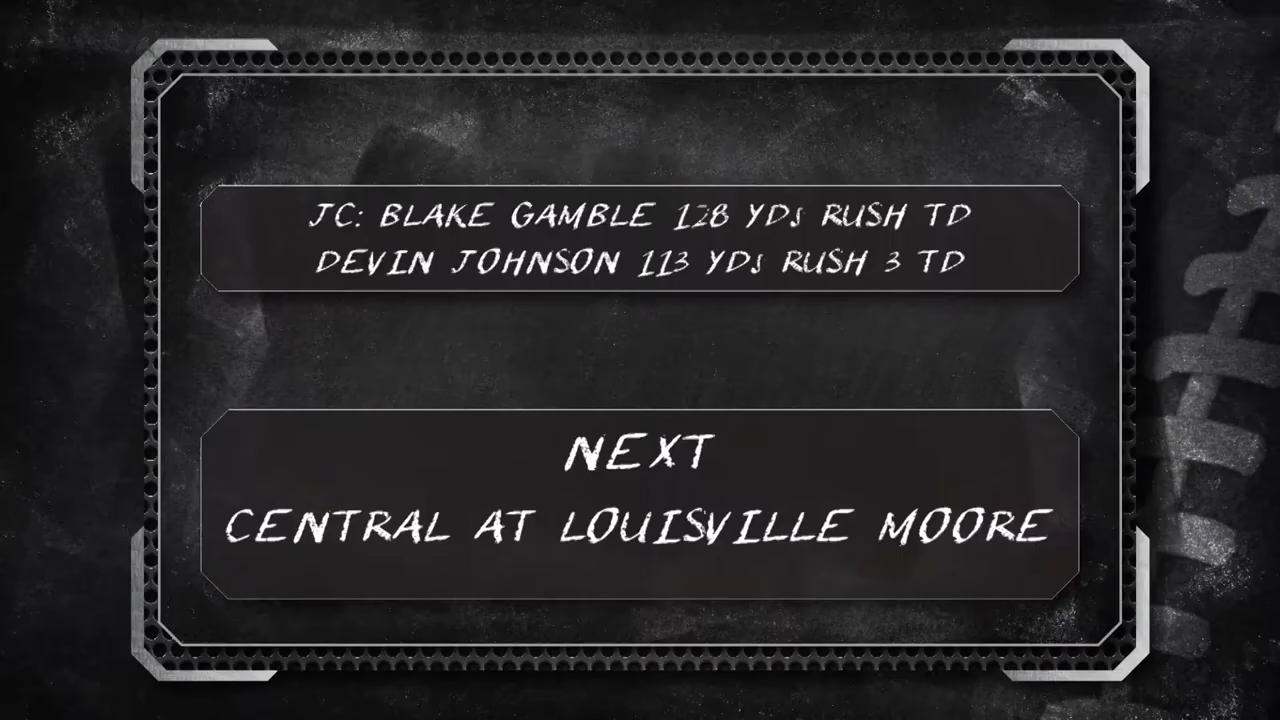 JC: BLAKE GAMBLE 128 YDs RUSH TD
DEVIN JOHNSON 113 YDs RUSH 3 TD
NEXT
CENTRAL AT LOUISVILLE MOORE